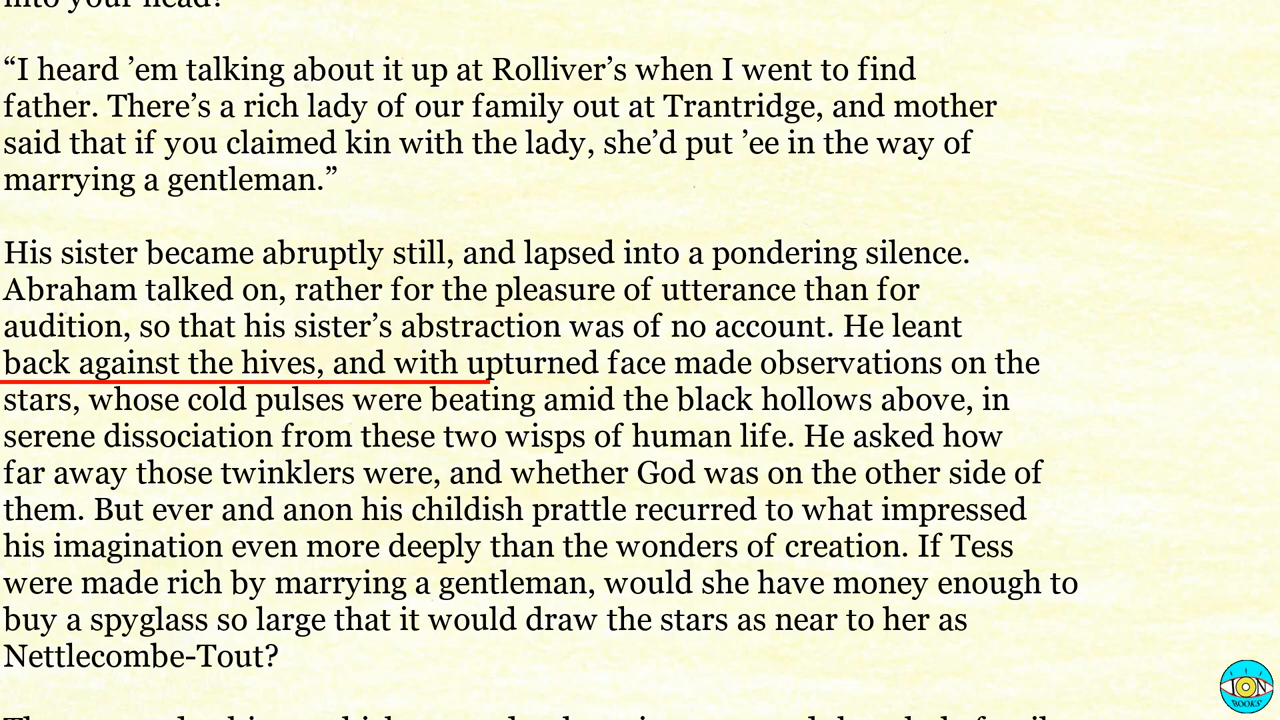 into your head?
“I heard ’em talking about it up at Rolliver’s when I went to find
father. There’s a rich lady of our family out at Trantridge, and mother
said that if you claimed kin with the lady, she’d put ’ee in the way of
marrying a gentleman.”
His sister became abruptly still, and lapsed into a pondering silence.
Abraham talked on, rather for the pleasure of utterance than for
audition, so that his sister’s abstraction was of no account. He leant
back against the hives, and with upturned face made observations on the
stars, whose cold pulses were beating amid the black hollows above, in
serene dissociation from these two wisps of human life. He asked how
far away those twinklers were, and whether God was on the other side of
them. But ever and anon his childish prattle recurred to what impressed
his imagination even more deeply than the wonders of creation. If Tess
were made rich by marrying a gentleman, would she have money enough to
buy a spyglass so large that it would draw the stars as near to her as
Nettlecombe-Tout?
ION
BOOKS